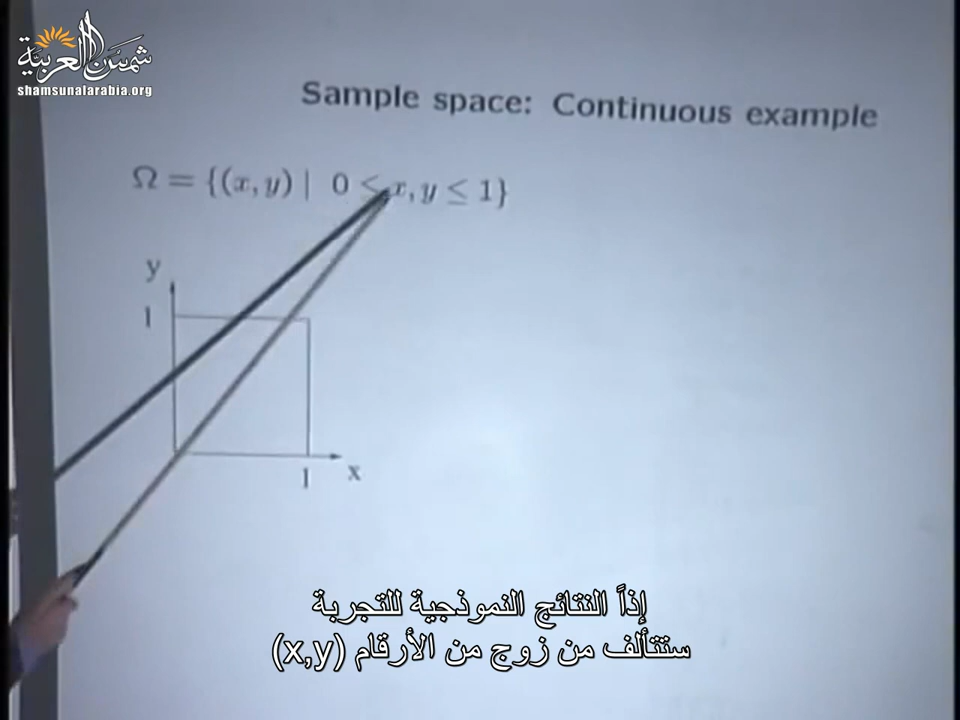 شمس العربية
shamsunalarabia.org
Sample space: Continuous example
Ω = {(x, y) | 0 ≤ x, y ≤ 1}
y
1
1
x
إذاً النتائج النموذجية للتجربة
ستتألف من زوج من الأرقام (x,y)